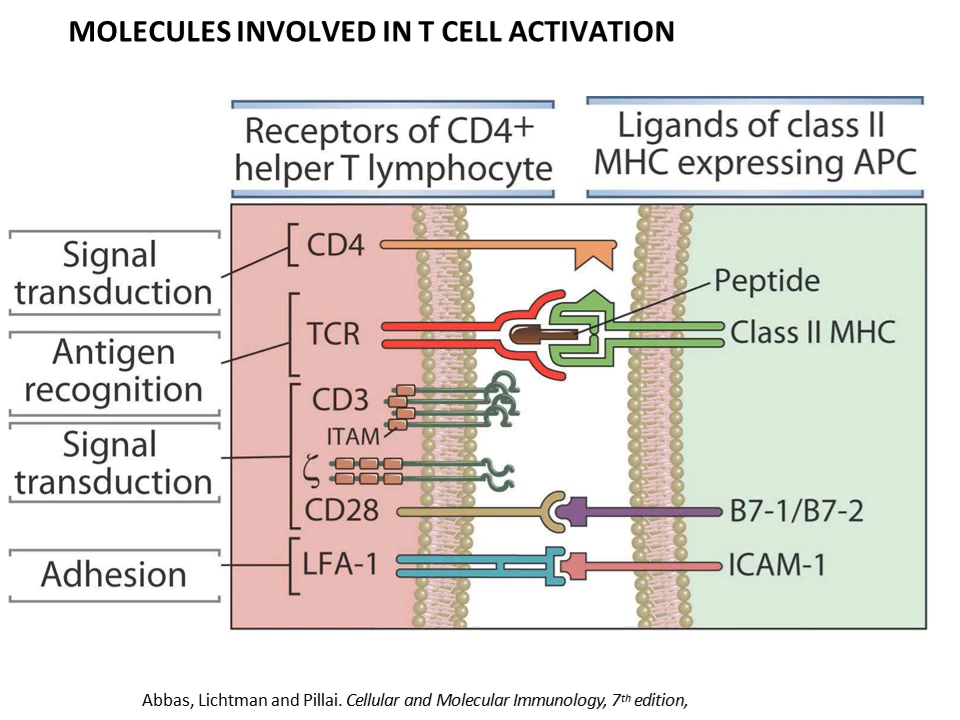 MOLECULES INVOLVED IN T CELL ACTIVATION
Receptors of CD4+
helper T lymphocyte
Ligands of class II
MHC expressing APC
Signal
transduction
CD4
Peptide
Antigen
recognition
TCR
Class II MHC
CD3
ITAM
Signal
transduction
ζ
CD28
B7-1/B7-2
Adhesion
LFA-1
ICAM-1
Abbas, Lichtman and Pillai. Cellular and Molecular Immunology, 7th edition,